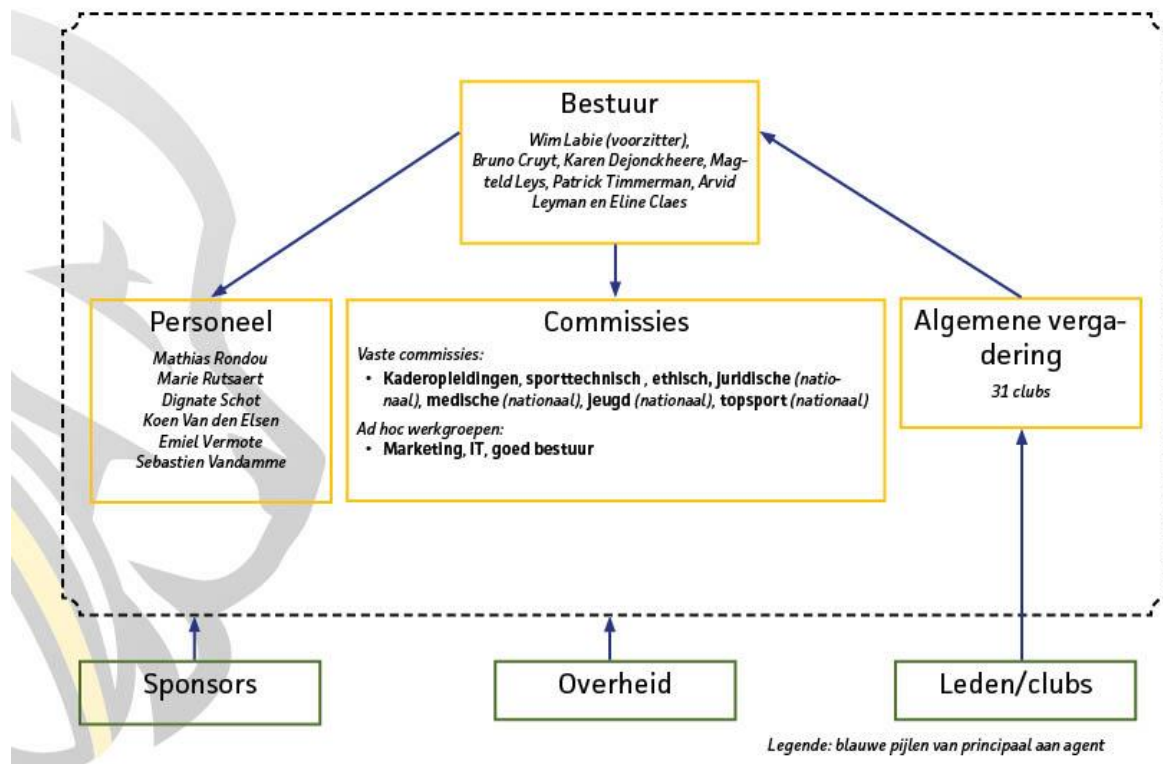 Bestuur
Wim Labie (voorzitter),
Bruno Cruyt, Karen Dejonckheere, Mag-
teld Leys, Patrick Timmerman, Arvid
Leyman en Eline Claes
Personeel
Mathias Rondou
Marie Rutsaert
Dignate Schot
Koen Van den Elsen
Emiel Vermote
Sebastien Vandamme
Commissies
Vaste commissies:
• Kaderopleidingen, sporttechnisch , ethisch, juridische (natio-
naal), medische (nationaal), jeugd (nationaal), topsport (nationaal)
Ad hoc werkgroepen:
• Marketing, IT, goed bestuur
Algemene verga-
dering
31 clubs
Sponsors
Overheid
Leden/clubs
Legende: blauwe pijlen van principaal aan agent